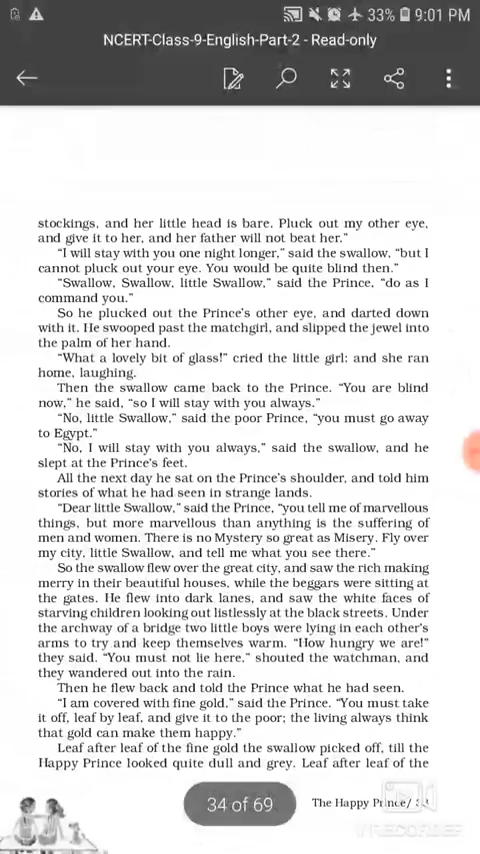 33% 9:01 PM
NCERT-Class-9-English-Part-2 - Read-only
stockings, and her little head is bare. Pluck out my other eye,
and give it to her, and her father will not beat her.”
“I will stay with you one night longer,” said the swallow, “but I
cannot pluck out your eye. You would be quite blind then.”
“Swallow, Swallow, little Swallow,” said the Prince, “do as I
command you.”
So he plucked out the Prince’s other eye, and darted down
with it. He swooped past the matchgirl, and slipped the jewel into
the palm of her hand.
“What a lovely bit of glass!” cried the little girl; and she ran
home, laughing.
Then the swallow came back to the Prince. “You are blind
now,” he said, “so I will stay with you always.”
“No, little Swallow,” said the poor Prince, “you must go away
to Egypt.”
“No, I will stay with you always,” said the swallow, and he
slept at the Prince’s feet.
All the next day he sat on the Prince’s shoulder, and told him
stories of what he had seen in strange lands.
“Dear little Swallow,” said the Prince, “you tell me of marvellous
things, but more marvellous than anything is the suffering of
men and women. There is no Mystery so great as Misery. Fly over
my city, little Swallow, and tell me what you see there.”
So the swallow flew over the great city, and saw the rich making
merry in their beautiful houses, while the beggars were sitting at
the gates. He flew into dark lanes, and saw the white faces of
starving children looking out listlessly at the black streets. Under
the archway of a bridge two little boys were lying in each other’s
arms to try and keep themselves warm. “How hungry we are!”
they said. “You must not lie here,” shouted the watchman, and
they wandered out into the rain.
Then he flew back and told the Prince what he had seen.
“I am covered with fine gold,” said the Prince. “You must take
it off, leaf by leaf, and give it to the poor; the living always think
that gold can make them happy.”
Leaf after leaf of the fine gold the swallow picked off, till the
Happy Prince looked quite dull and grey. Leaf after leaf of the
34 of 69
The Happy Prince/
VIRECORDER